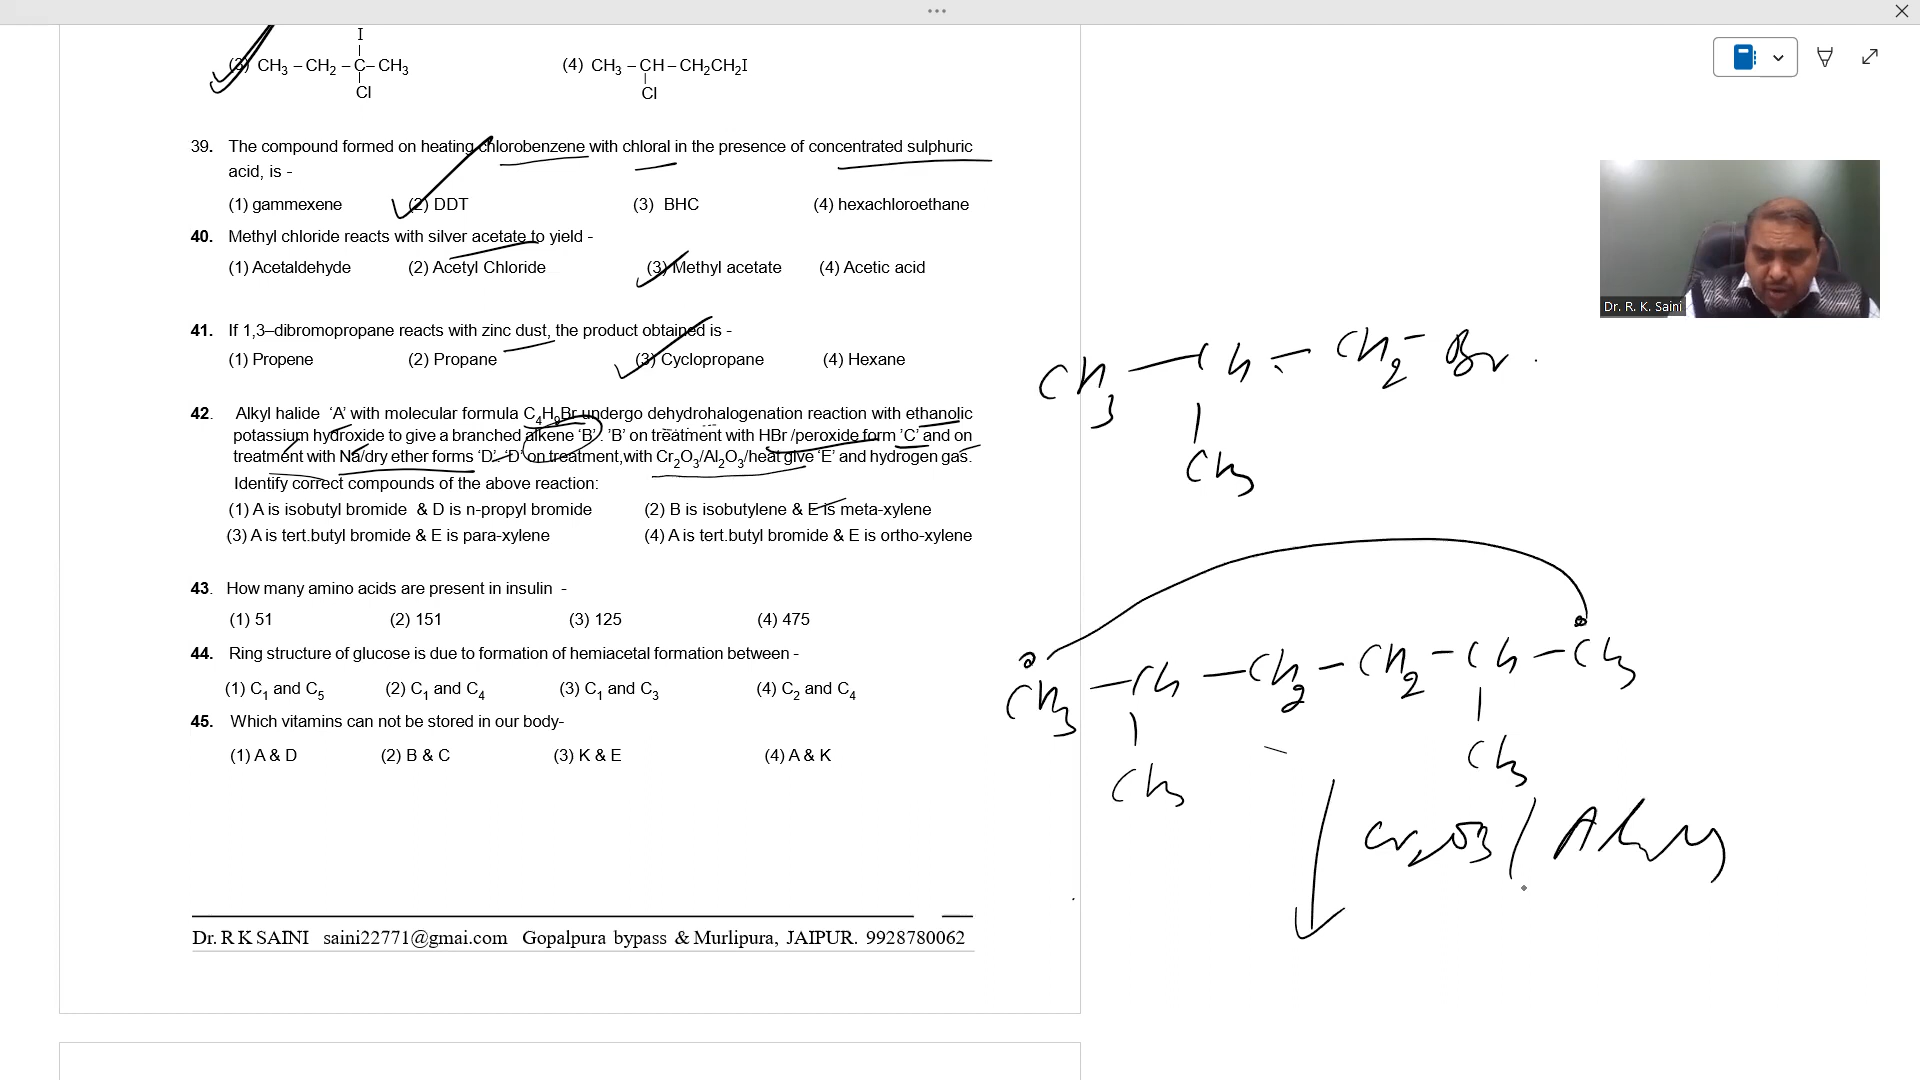 I
(3) CH3 – CH2 – C – CH3
(4) CH3 – CH – CH2CH2I
Cl
Cl
39. The compound formed on heating chlorobenzene with chloral in the presence of concentrated sulphuric
acid, is -
(1) gammexene (2) DDT (3) BHC (4) hexachloroethane
40. Methyl chloride reacts with silver acetate to yield -
(1) Acetaldehyde (2) Acetyl Chloride (3) Methyl acetate (4) Acetic acid
41. If 1,3–dibromopropane reacts with zinc dust, the product obtained is -
(1) Propene (2) Propane (3) Cyclopropane (4) Hexane
42. Alkyl halide ‘A’ with molecular formula C4H9Br undergo dehydrohalogenation reaction with ethanolic
potassium hydroxide to give a branched alkene ‘B’. ’B’ on treatment with HBr /peroxide form ’C’ and on
treatment with Na/dry ether forms ‘D’. ‘D’ on treatment,with Cr2O3/Al2O3/heat give ‘E’ and hydrogen gas.
Identify correct compounds of the above reaction:
(1) A is isobutyl bromide & D is n-propyl bromide (2) B is isobutylene & E is meta-xylene
(3) A is tert.butyl bromide & E is para-xylene (4) A is tert.butyl bromide & E is ortho-xylene
43. How many amino acids are present in insulin -
(1) 51 (2) 151 (3) 125 (4) 475
44. Ring structure of glucose is due to formation of hemiacetal formation between -
(1) C1 and C5 (2) C1 and C4 (3) C1 and C3 (4) C2 and C4
45. Which vitamins can not be stored in our body-
(1) A & D (2) B & C (3) K & E (4) A & K
Dr. R K SAINI saini22771@gmai.com Gopalpura bypass & Murlipura, JAIPUR. 9928780062
Dr. R. K. Saini
CH3 — CH – CH2 – Br
CH3
CH3 – CH – CH2 – CH2 – CH – CH3
CH3
CH3
Cr2O3 /